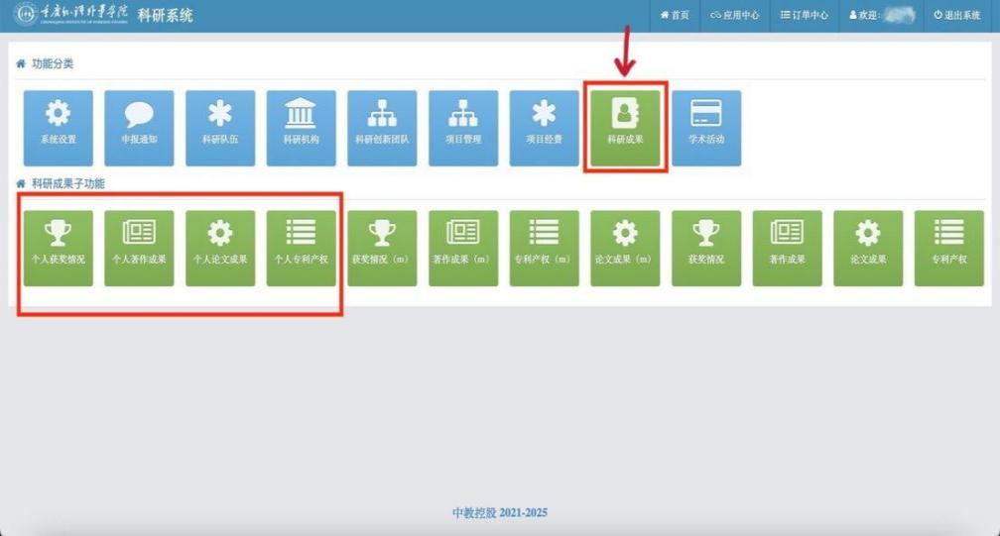 重庆外语外事学院 科研系统 首页 应用中心 订单中心 欢迎: 退出系统
CHONGQING INSTITUTE OF FOREIGN STUDIES
功能分类
系统设置 申报通知 科研队伍 科研机构 科研创新团队 项目管理 项目经费 科研成果 学术活动
科研成果子功能
个人获奖情况 个人著作成果 个人论文成果 个人专利产权 获奖情况（m） 著作成果（m） 专利产权（m） 论文成果（m） 获奖情况 著作成果 论文成果 专利产权
中教控股 2021-2025